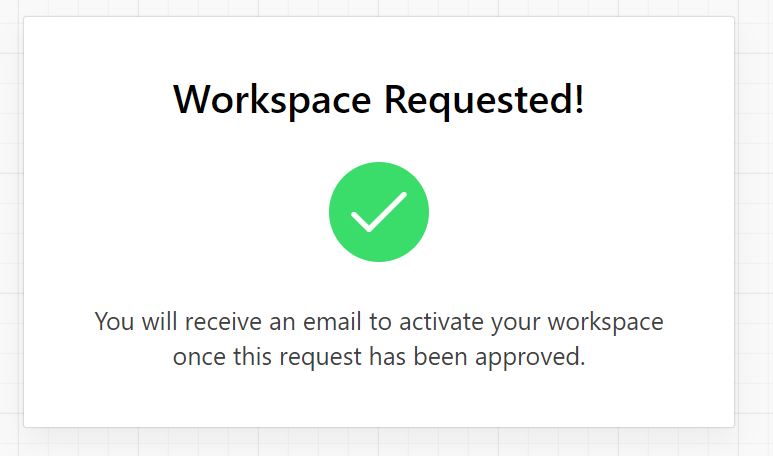 Workspace Requested!
You will receive an email to activate your workspace
once this request has been approved.